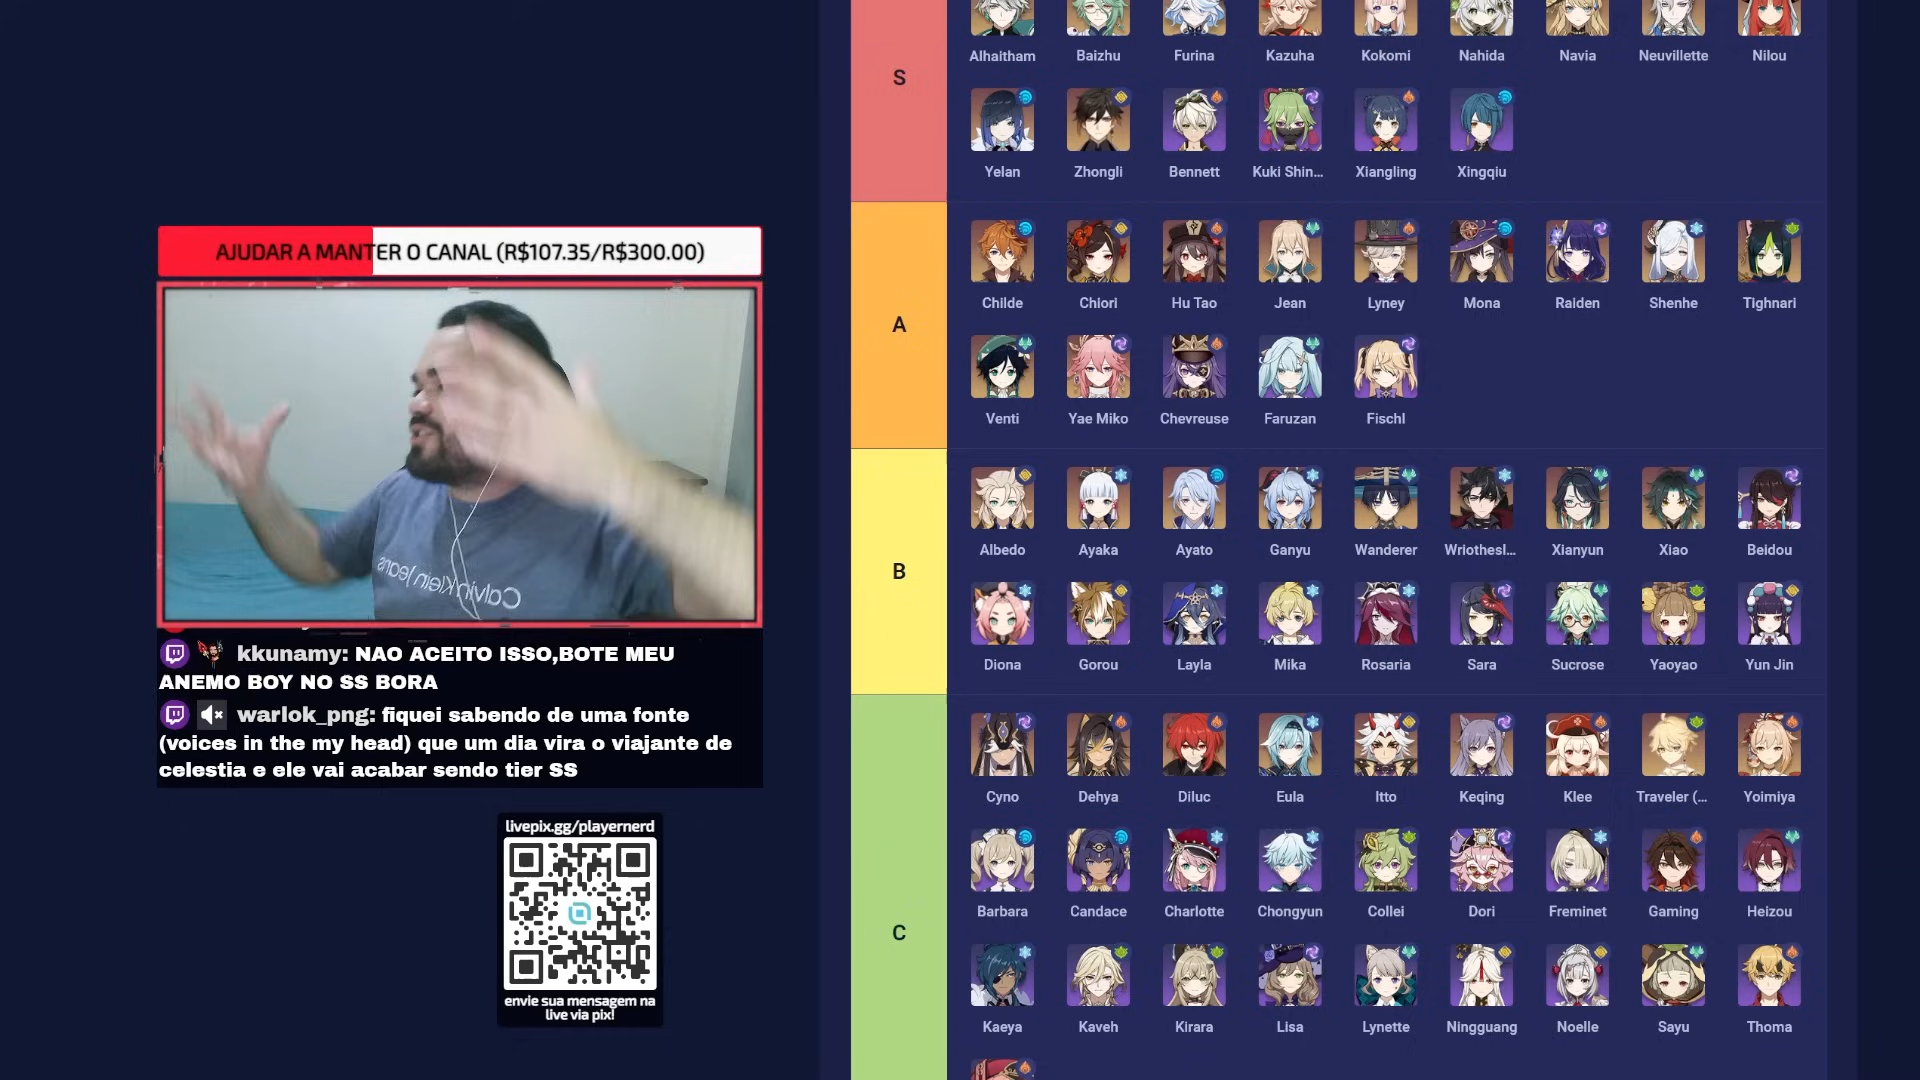 AJUDAR A MANTER O CANAL (R$107.35/R$300.00)
Calvin Klein Jeans
kkunamy: NAO ACEITO ISSO,BOTE MEU
ANEMO BOY NO SS BORA
warlok_png: fiquei sabendo de uma fonte
(voices in the my head) que um dia vira o viajante de
celestia e ele vai acabar sendo tier SS
livepix.gg/playernerd
envie sua mensagem na
live via pix!
S
Alhaitham Baizhu Furina Kazuha Kokomi Nahida Navia Neuvillette Nilou
Yelan Zhongli Bennett Kuki Shin... Xiangling Xingqiu
A
Childe Chiori Hu Tao Jean Lyney Mona Raiden Shenhe Tighnari
Venti Yae Miko Chevreuse Faruzan Fischl
B
Albedo Ayaka Ayato Ganyu Wanderer Wriothesl... Xianyun Xiao Beidou
Diona Gorou Layla Mika Rosaria Sara Sucrose Yaoyao Yun Jin
C
Cyno Dehya Diluc Eula Itto Keqing Klee Traveler (... Yoimiya
Barbara Candace Charlotte Chongyun Collei Dori Freminet Gaming Heizou
Kaeya Kaveh Kirara Lisa Lynette Ningguang Noelle Sayu Thoma